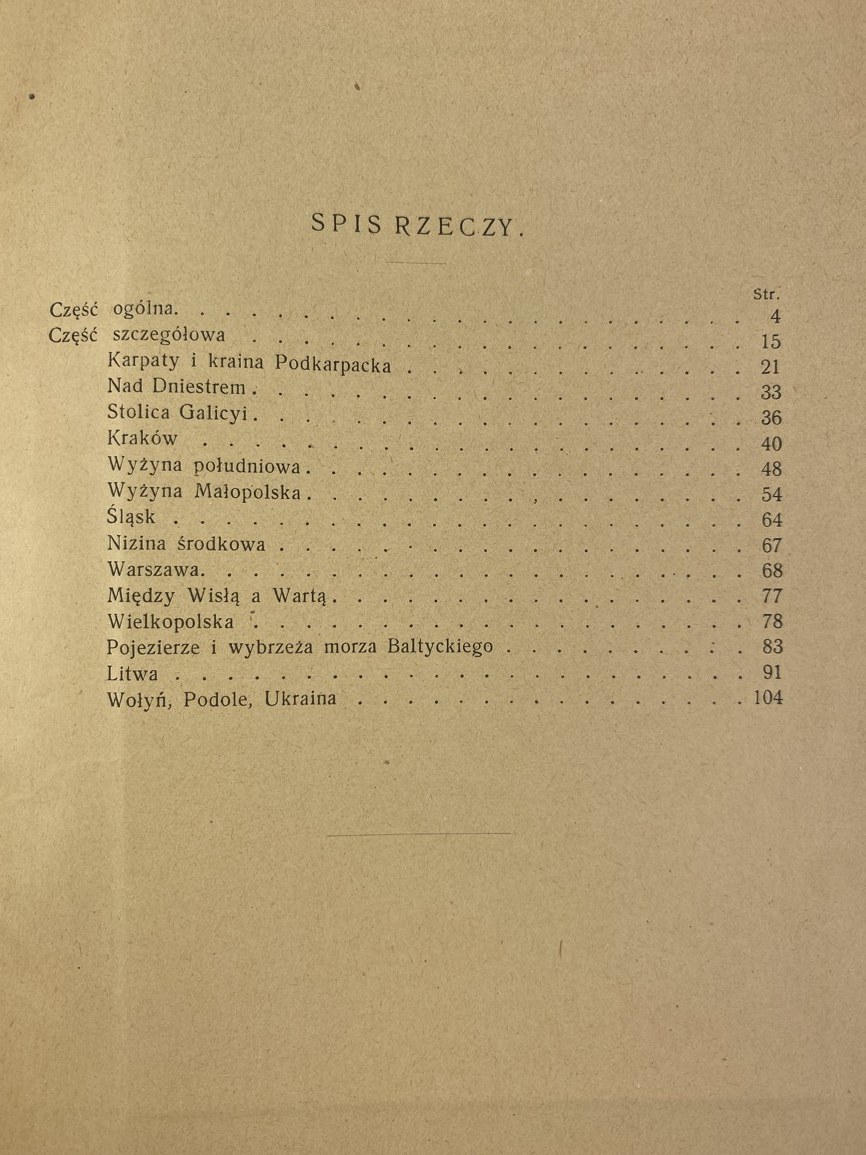 SPIS RZECZY.
Str.
Część ogólna. . . . . . . . . . . . . . . . . . . . . . . 4
Część szczegółowa . . . . . . . . . . . . . . . . . . . . 15
Karpaty i kraina Podkarpacka . . . . . . . . . . . . . . 21
Nad Dniestrem . . . . . . . . . . . . . . . . . . . . 33
Stolica Galicyi . . . . . . . . . . . . . . . . . . . . 36
Kraków . . . . . . . . . . . . . . . . . . . . . . 40
Wyżyna południowa . . . . . . . . . . . . . . . . . . 48
Wyżyna Małopolska . . . . . . . . . . . . . . . . . . 54
Śląsk . . . . . . . . . . . . . . . . . . . . . . . 64
Nizina środkowa . . . . . . . . . . . . . . . . . . . 67
Warszawa. . . . . . . . . . . . . . . . . . . . . . 68
Między Wisłą a Wartą . . . . . . . . . . . . . . . . . 77
Wielkopolska . . . . . . . . . . . . . . . . . . . . 78
Pojezierze i wybrzeża morza Baltyckiego . . . . . . . . . . 83
Litwa . . . . . . . . . . . . . . . . . . . . . . . 91
Wołyń, Podole, Ukraina . . . . . . . . . . . . . . . . 104